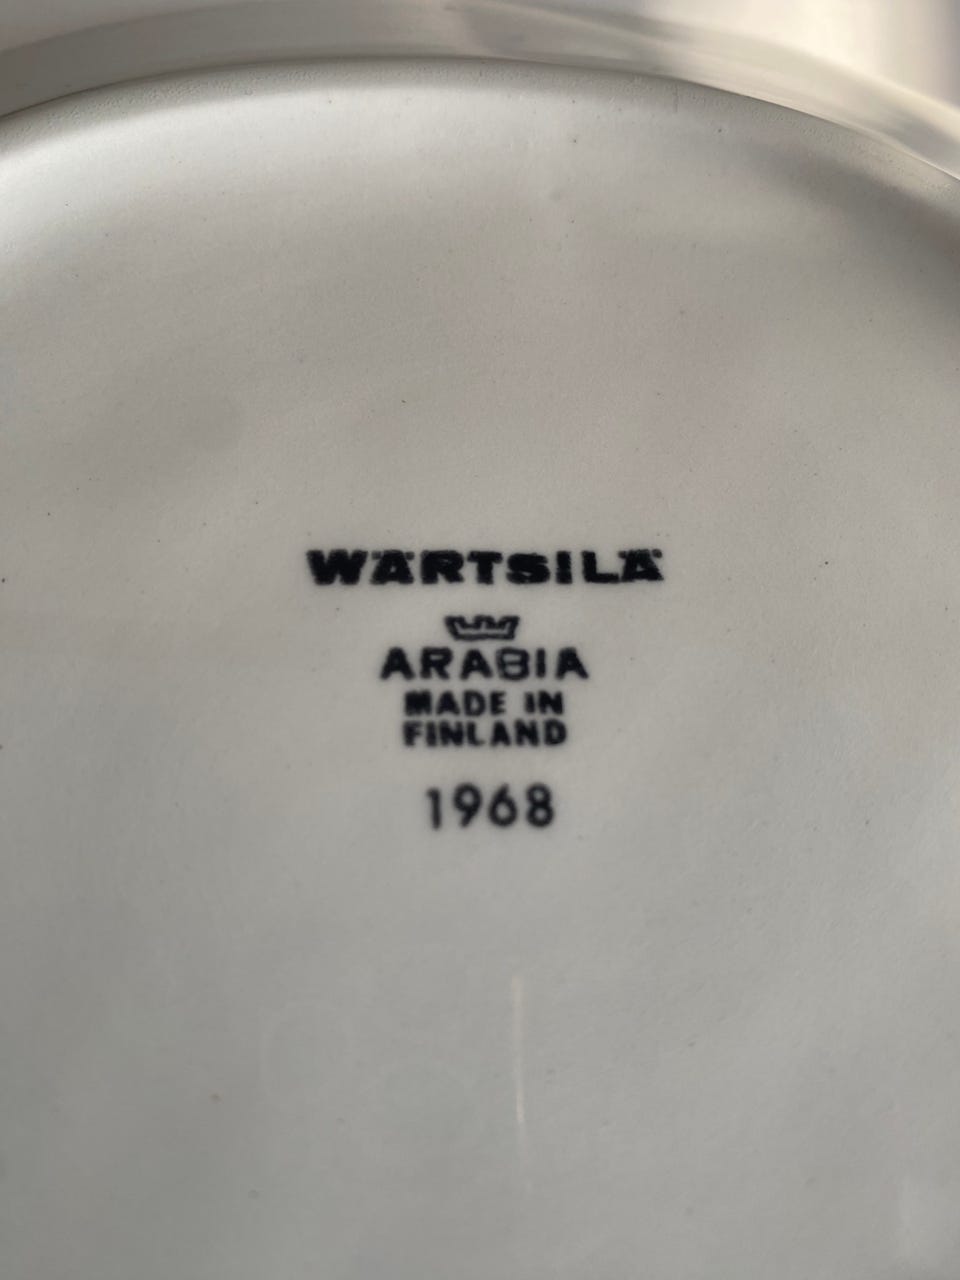 WÄRTSILÄ
ARABIA
MADE IN
FINLAND
1968